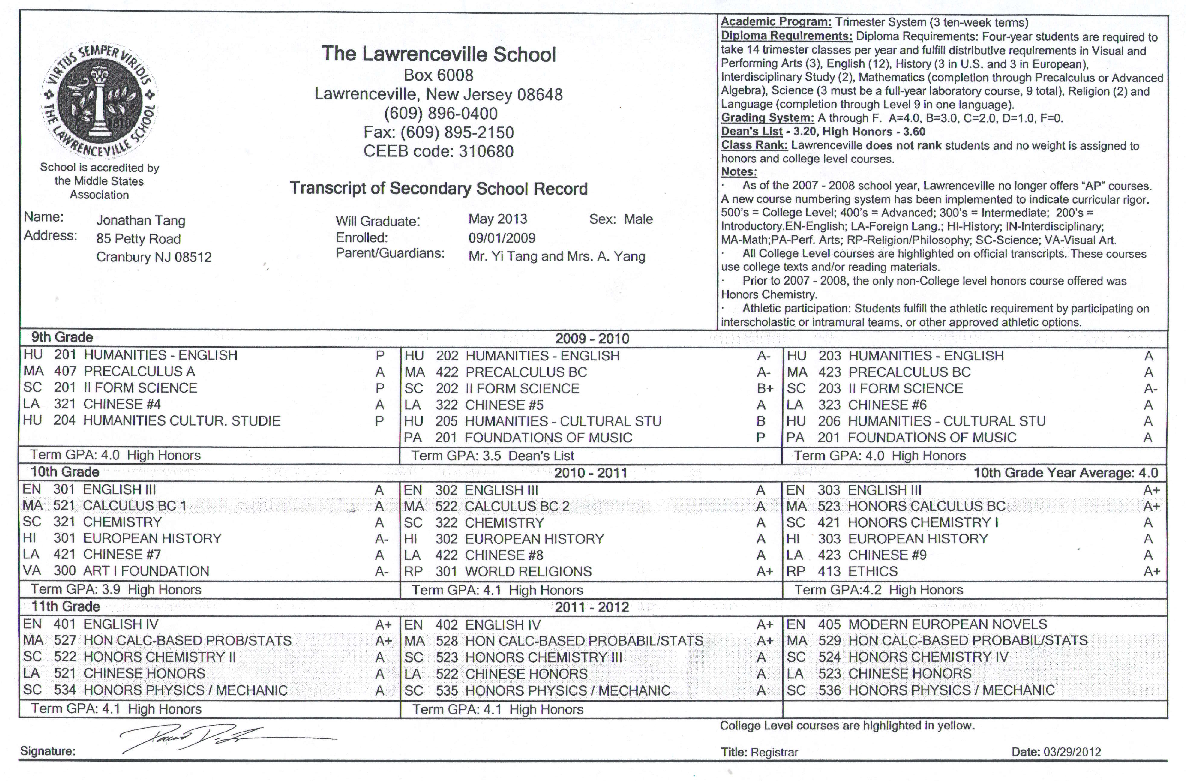 VIRTUS SEMPER VIRIDIS
THE LAWRENCEVILLE SCHOOL
School is accredited by
the Middle States
Association
The Lawrenceville School
Box 6008
Lawrenceville, New Jersey 08648
(609) 896-0400
Fax: (609) 895-2150
CEEB code: 310680
Transcript of Secondary School Record
Name: Jonathan Tang
Address: 85 Petty Road
Cranbury NJ 08512
Will Graduate: May 2013 Sex: Male
Enrolled: 09/01/2009
Parent/Guardians: Mr. Yi Tang and Mrs. A. Yang
Academic Program: Trimester System (3 ten-week terms)
Diploma Requirements: Diploma Requirements: Four-year students are required to
take 14 trimester classes per year and fulfill distributive requirements in Visual and
Performing Arts (3), English (12), History (3 in U.S. and 3 in European),
Interdisciplinary Study (2), Mathematics (completion through Precalculus or Advanced
Algebra), Science (3 must be a full-year laboratory course, 9 total). Religion (2) and
Language (completion through Level 9 in one language).
Grading System: A through F. A=4.0, B=3.0, C=2.0, D=1.0, F=0.
Dean's List - 3.20, High Honors - 3.60
Class Rank: Lawrenceville does not rank students and no weight is assigned to
honors and college level courses.
Notes:
· As of the 2007 - 2008 school year, Lawrenceville no longer offers "AP" courses.
A new course numbering system has been implemented to indicate curricular rigor.
500's = College Level; 400's = Advanced; 300's = Intermediate; 200's =
Introductory.EN-English; LA-Foreign Lang.; HI-History; IN-Interdisciplinary;
MA-Math;PA-Perf. Arts; RP-Religion/Philosophy; SC-Science; VA-Visual Art.
· All College Level courses are highlighted on official transcripts. These courses
use college texts and/or reading materials.
· Prior to 2007 - 2008, the only non-College level honors course offered was
Honors Chemistry.
· Athletic participation: Students fulfill the athletic requirement by participating on
interscholastic or intramural teams. or other approved athletic options.
9th Grade 2009 - 2010
HU 201 HUMANITIES - ENGLISH P HU 202 HUMANITIES - ENGLISH A- HU 203 HUMANITIES - ENGLISH A
MA 407 PRECALCULUS A A MA 422 PRECALCULUS BC A- MA 423 PRECALCULUS BC A
SC 201 II FORM SCIENCE P SC 202 II FORM SCIENCE B+ SC 203 II FORM SCIENCE A-
LA 321 CHINESE #4 A LA 322 CHINESE #5 A LA 323 CHINESE #6 A
HU 204 HUMANITIES CULTUR. STUDIE P HU 205 HUMANITIES - CULTURAL STU B HU 206 HUMANITIES - CULTURAL STU A
PA 201 FOUNDATIONS OF MUSIC P PA 201 FOUNDATIONS OF MUSIC A
Term GPA: 4.0 High Honors Term GPA: 3.5 Dean's List Term GPA: 4.0 High Honors
10th Grade 2010 - 2011 10th Grade Year Average: 4.0
EN 301 ENGLISH III A EN 302 ENGLISH III A EN 303 ENGLISH III A+
MA 521 CALCULUS BC 1 A MA 522 CALCULUS BC 2 A MA 523 HONORS CALCULUS BC A+
SC 321 CHEMISTRY A SC 322 CHEMISTRY A SC 421 HONORS CHEMISTRY I A
HI 301 EUROPEAN HISTORY A- HI 302 EUROPEAN HISTORY A HI 303 EUROPEAN HISTORY A
LA 421 CHINESE #7 A LA 422 CHINESE #8 A LA 423 CHINESE #9 A
VA 300 ART I FOUNDATION A- RP 301 WORLD RELIGIONS A+ RP 413 ETHICS A+
Term GPA: 3.9 High Honors Term GPA:4.1 High Honors Term GPA:4.2 High Honors
11th Grade 2011 - 2012
EN 401 ENGLISH IV A+ EN 402 ENGLISH IV A+ EN 405 MODERN EUROPEAN NOVELS
MA 527 HON CALC-BASED PROB/STATS A+ MA 528 HON CALC-BASED PROBABIL/STATS A+ MA 529 HON CALC-BASED PROBABIL/STATS
SC 522 HONORS CHEMISTRY II A SC 523 HONORS CHEMISTRY III A SC 524 HONORS CHEMISTRY IV
LA 521 CHINESE HONORS A LA 522 CHINESE HONORS A LA 523 CHINESE HONORS
SC 534 HONORS PHYSICS / MECHANIC A SC 535 HONORS PHYSICS / MECHANIC A SC 536 HONORS PHYSICS / MECHANIC
Term GPA: 4.1 High Honors Term GPA: 4.1 High Honors
College Level courses are highlighted in yellow.
Signature: Title: Registrar Date: 03/29/2012